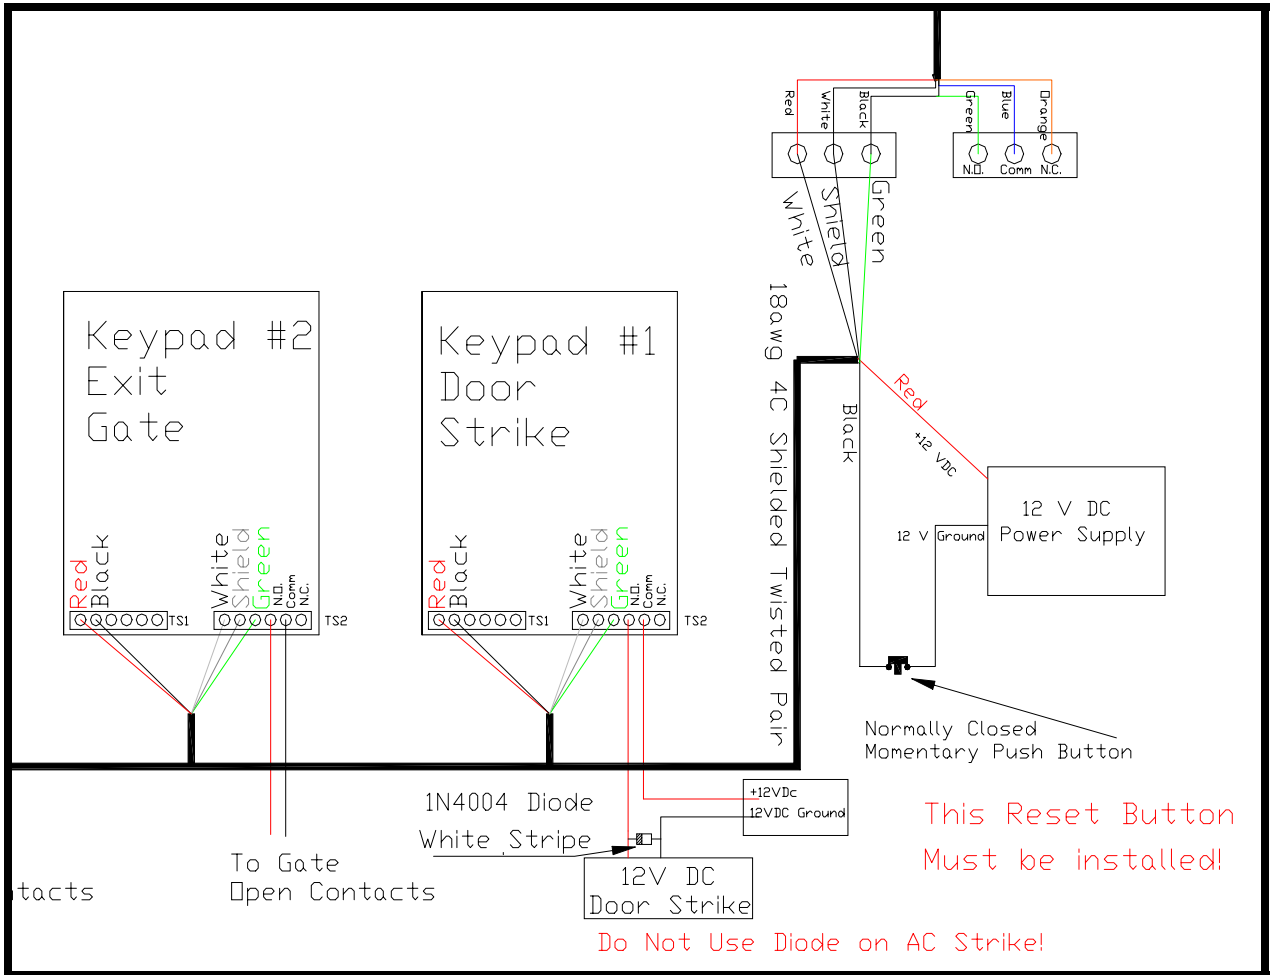 Red
White
Black
Green
Blue
Orange
N.O.
Comm
N.C.
White
Shield
Green
18awg 4C Shielded Twisted Pair
Keypad #2
Exit
Gate
Keypad #1
Door
Strike
Red
Black
+12 VDC
12 V DC
Power Supply
12 V Ground
Red
Black
White
Shield
Green
N.O.
Comm
N.C.
TS1
TS2
Red
Black
White
Shield
Green
N.O.
Comm
N.C.
TS1
TS2
Normally Closed
Momentary Push Button
This Reset Button
Must be installed!
1N4004 Diode
White Stripe
+12VDc
12VDC Ground
12V DC
Door Strike
To Gate
Open Contacts
ntacts
Do Not Use Diode on AC Strike!